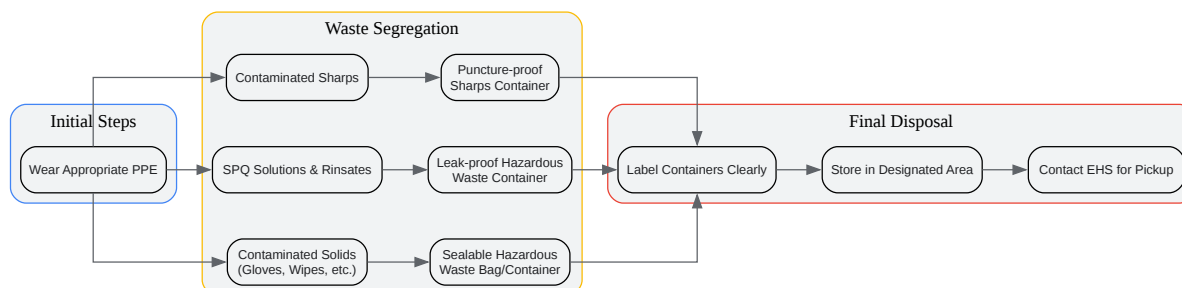 Waste Segregation
Contaminated Sharps
Puncture-proof
Sharps Container
Initial Steps
Wear Appropriate PPE
SPQ Solutions & Rinsates
Leak-proof Hazardous
Waste Container
Final Disposal
Label Containers Clearly
Store in Designated Area
Contact EHS for Pickup
Contaminated Solids
(Gloves, Wipes, etc.)
Sealable Hazardous
Waste Bag/Container